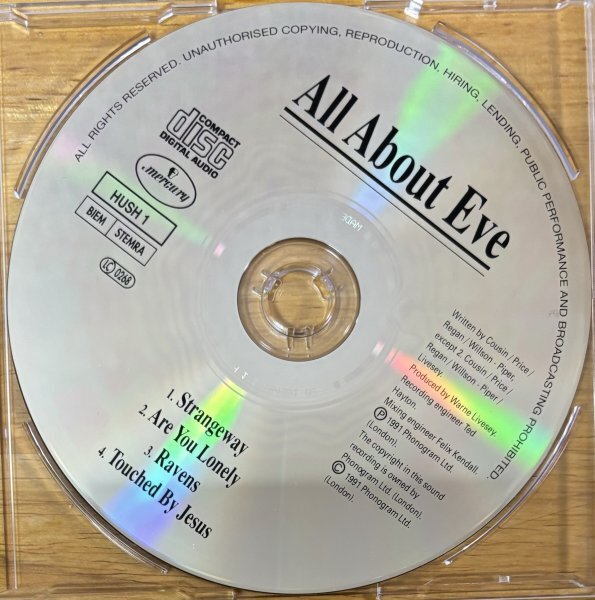 ALL RIGHTS RESERVED. UNAUTHORISED COPYING, REPRODUCTION, HIRING, LENDING, PUBLIC PERFORMANCE AND BROADCASTING PROHIBITED.
All About Eve
COMPACT
disc
DIGITAL AUDIO
mercury
HUSH 1
BIEM
STEMRA
LC 0268
MADE
1. Strangeway
2. Are You Lonely
3. Ravens
4. Touched By Jesus
Written by Cousin / Price /
Regan / Willson - Piper,
except 2. Cousin / Price /
Regan / Willson - Piper /
Livesey.
Produced by Warne Livesey.
Recording engineer Ted
Hayton.
Mixing engineer Felix Kendall.
℗ 1991 Phonogram Ltd.
(London).
The copyright in this sound
recording is owned by
Phonogram Ltd. (London).
© 1991 Phonogram Ltd.
(London).